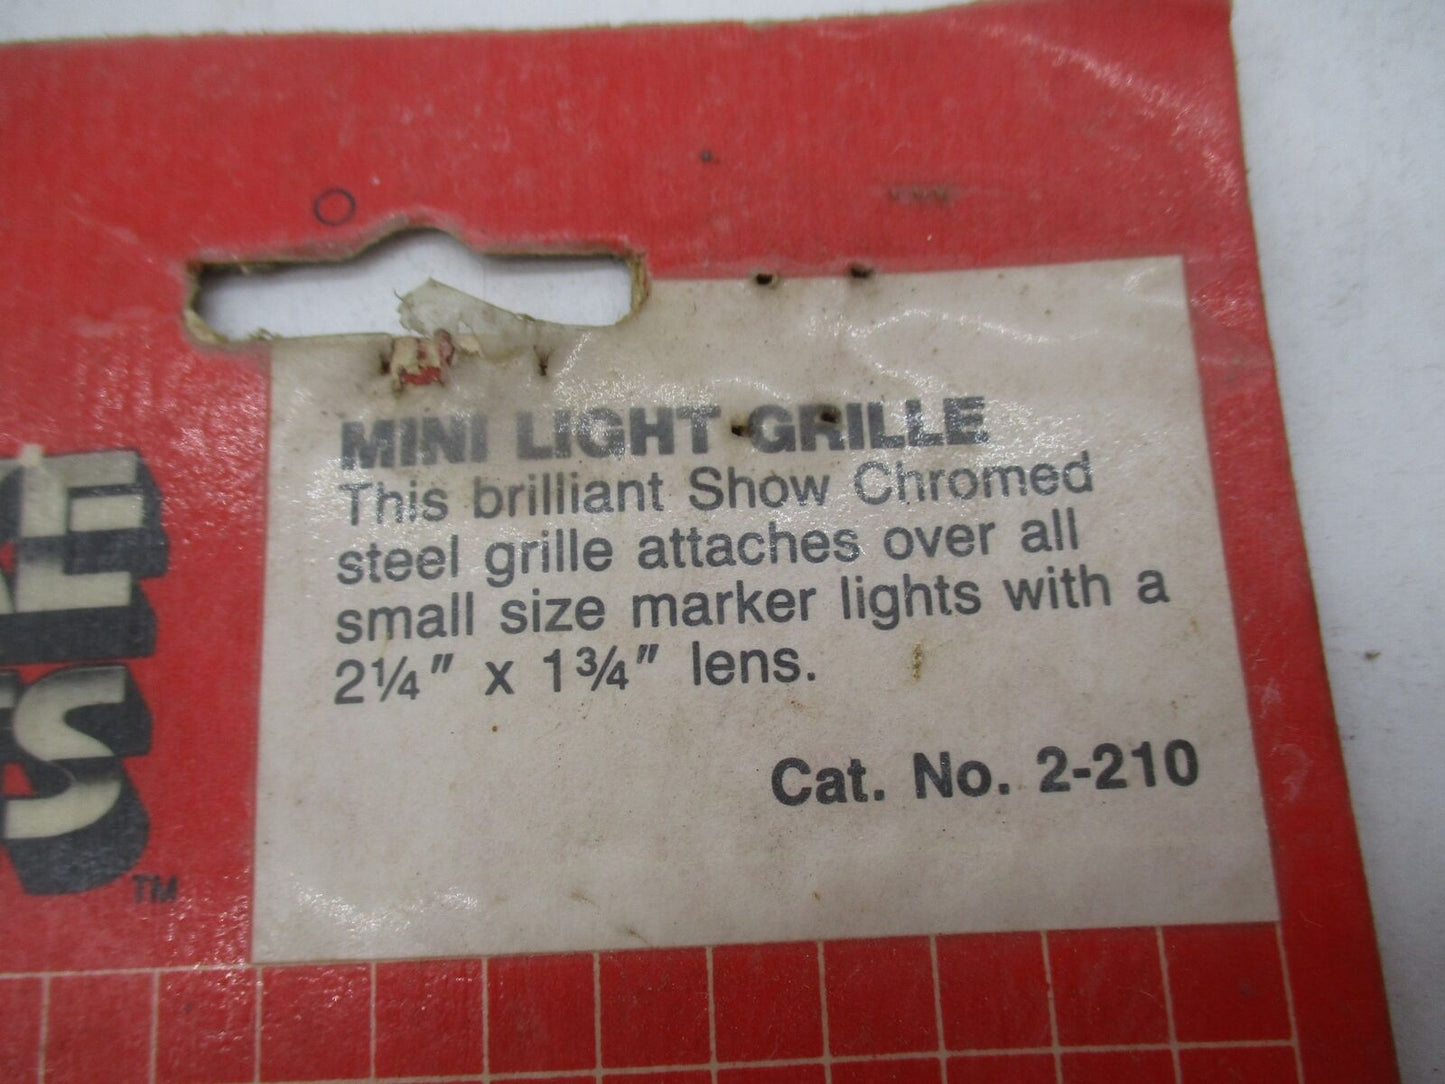 MINI LIGHT GRILLE
This brilliant Show Chromed
steel grille attaches over all
small size marker lights with a
2¼" x 1¾" lens.
Cat. No. 2-210
TM